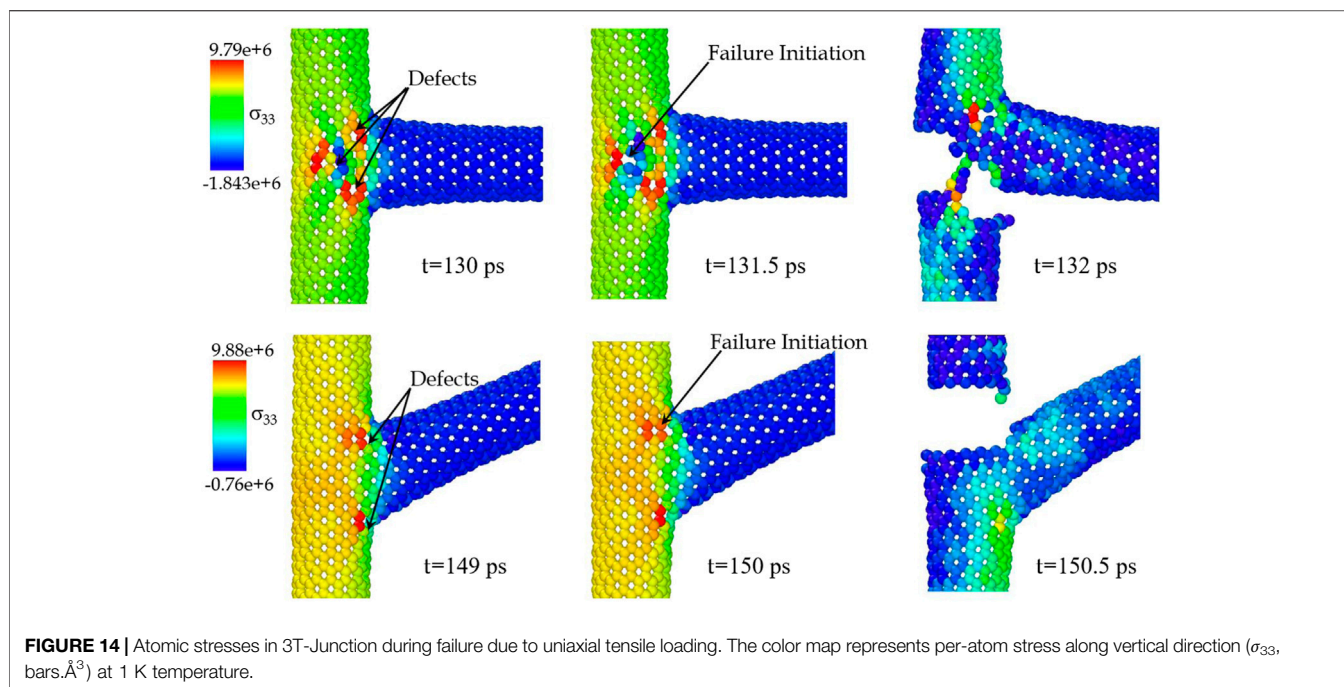 9.79e+6
σ33
-1.843e+6
Defects
Failure Initiation
t=130 ps
t=131.5 ps
t=132 ps
9.88e+6
σ33
-0.76e+6
Defects
Failure Initiation
t=149 ps
t=150 ps
t=150.5 ps
FIGURE 14 | Atomic stresses in 3T-Junction during failure due to uniaxial tensile loading. The color map represents per-atom stress along vertical direction (σ33,
bars.Å3) at 1 K temperature.